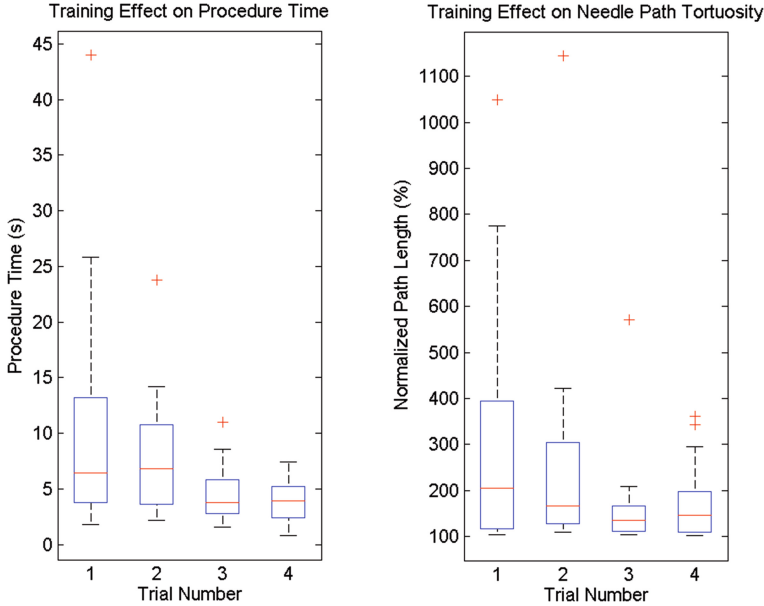 Training Effect on Procedure Time
45
40
35
30
25
20
15
10
5
0
Procedure Time (s)
1 2 3 4
Trial Number
Training Effect on Needle Path Tortuosity
1100
1000
900
800
700
600
500
400
300
200
100
Normalized Path Length (%)
1 2 3 4
Trial Number